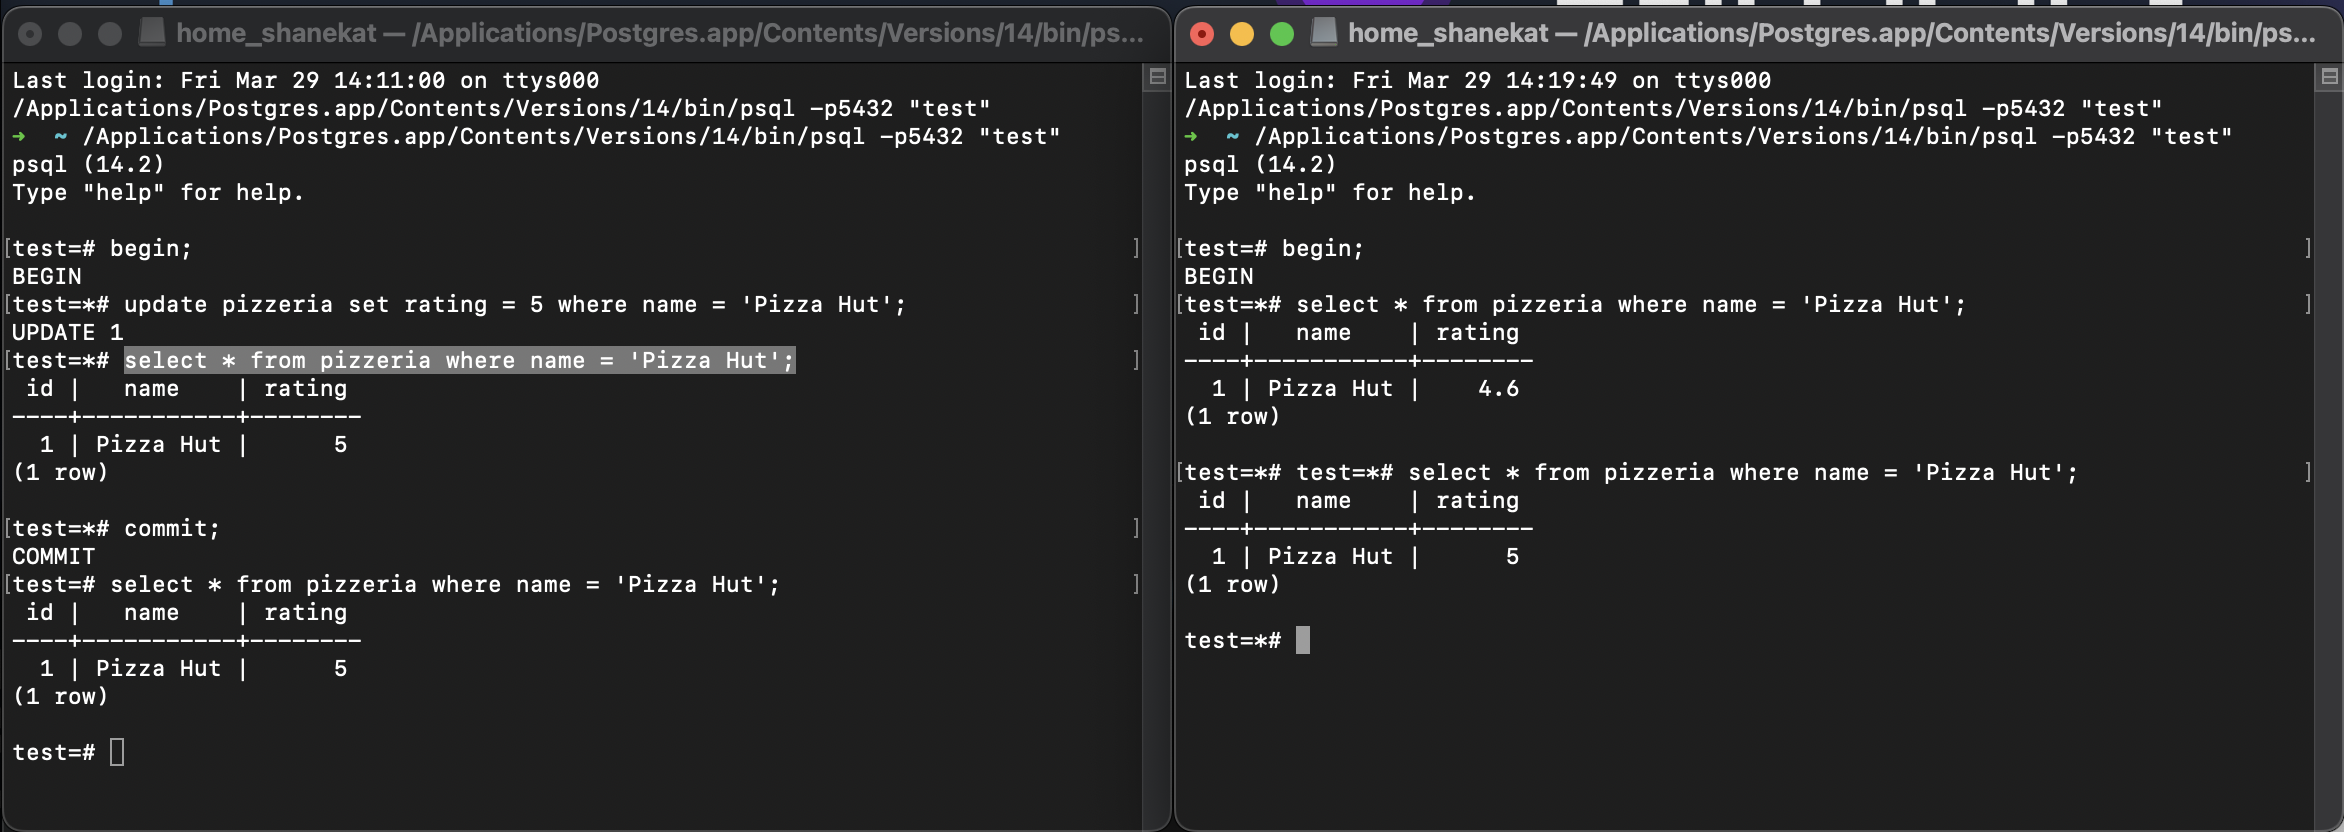 home_shanekat — /Applications/Postgres.app/Contents/Versions/14/bin/ps...
Last login: Fri Mar 29 14:11:00 on ttys000
/Applications/Postgres.app/Contents/Versions/14/bin/psql -p5432 "test"
➜  ~ /Applications/Postgres.app/Contents/Versions/14/bin/psql -p5432 "test"
psql (14.2)
Type "help" for help.

[test=# begin;                                                                   ]
BEGIN
[test=*# update pizzeria set rating = 5 where name = 'Pizza Hut';                ]
UPDATE 1
[test=*# select * from pizzeria where name = 'Pizza Hut';                        ]
 id |   name    | rating
----+-----------+--------
  1 | Pizza Hut |      5
(1 row)

[test=*# commit;                                                                 ]
COMMIT
[test=# select * from pizzeria where name = 'Pizza Hut';                         ]
 id |   name    | rating
----+-----------+--------
  1 | Pizza Hut |      5
(1 row)

test=#
home_shanekat — /Applications/Postgres.app/Contents/Versions/14/bin/ps...
Last login: Fri Mar 29 14:19:49 on ttys000
/Applications/Postgres.app/Contents/Versions/14/bin/psql -p5432 "test"
➜  ~ /Applications/Postgres.app/Contents/Versions/14/bin/psql -p5432 "test"
psql (14.2)
Type "help" for help.

[test=# begin;                                                                   ]
BEGIN
[test=*# select * from pizzeria where name = 'Pizza Hut';                        ]
 id |   name    | rating
----+-----------+--------
  1 | Pizza Hut |    4.6
(1 row)

[test=*# test=*# select * from pizzeria where name = 'Pizza Hut';                ]
 id |   name    | rating
----+-----------+--------
  1 | Pizza Hut |      5
(1 row)

test=*#